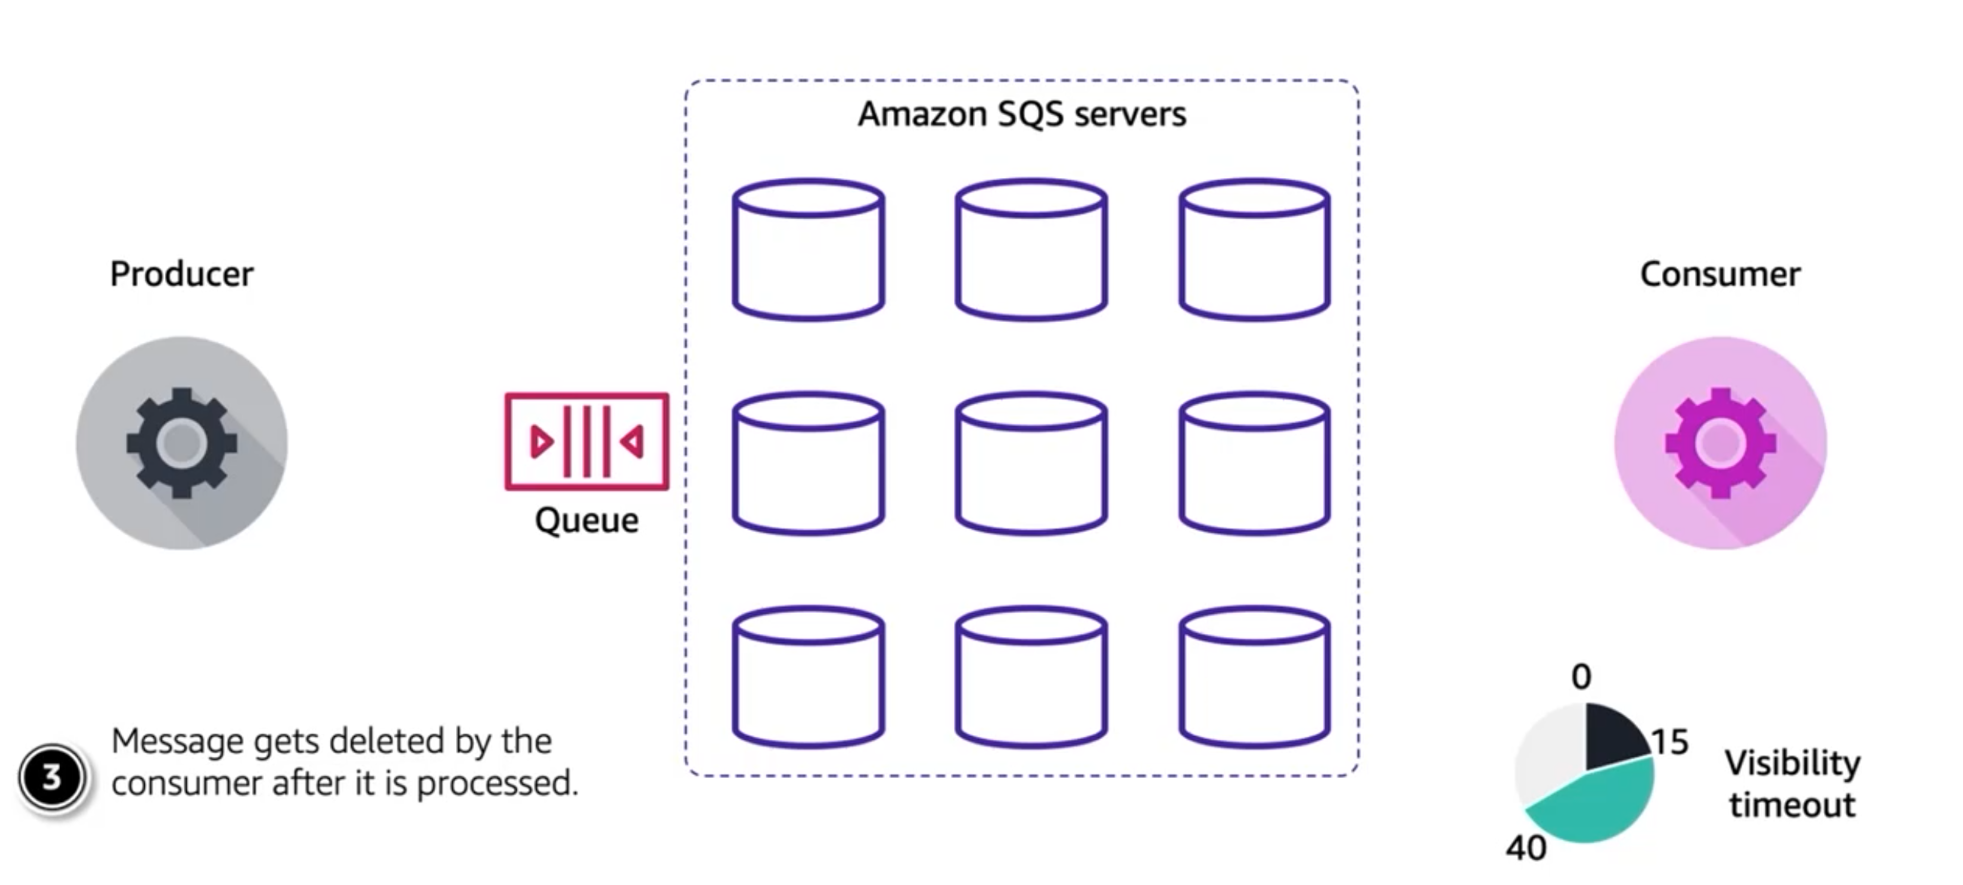 Amazon SQS servers
Producer
Consumer
Queue
3
Message gets deleted by the
consumer after it is processed.
0
15
40
Visibility
timeout